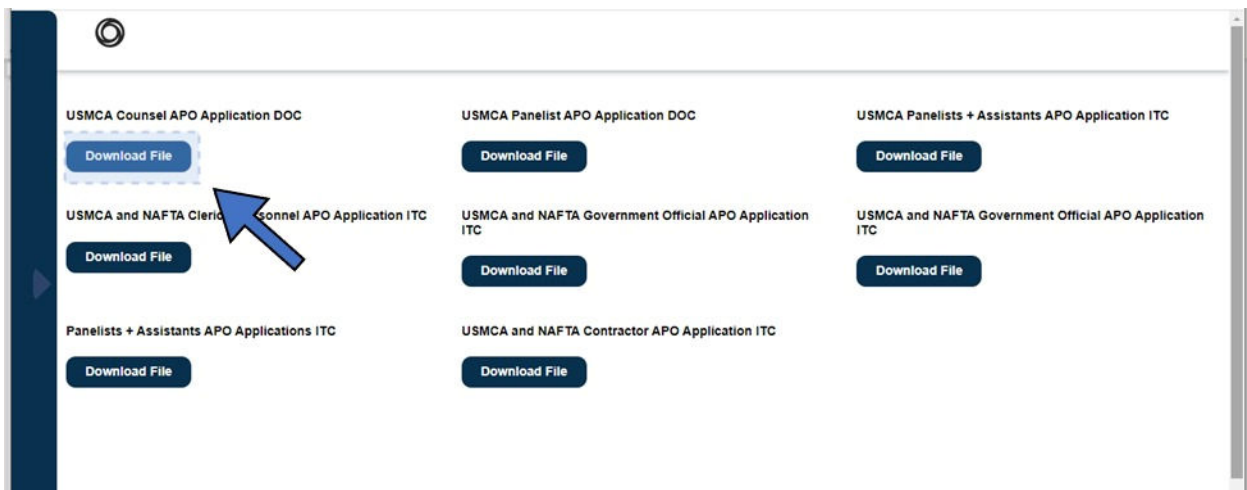 USMCA Counsel APO Application DOC
Download File
USMCA Panelist APO Application DOC
Download File
USMCA Panelists + Assistants APO Application ITC
Download File
USMCA and NAFTA Cleric sonnel APO Application ITC
Download File
USMCA and NAFTA Government Official APO Application
ITC
Download File
USMCA and NAFTA Government Official APO Application
ITC
Download File
Panelists + Assistants APO Applications ITC
Download File
USMCA and NAFTA Contractor APO Application ITC
Download File